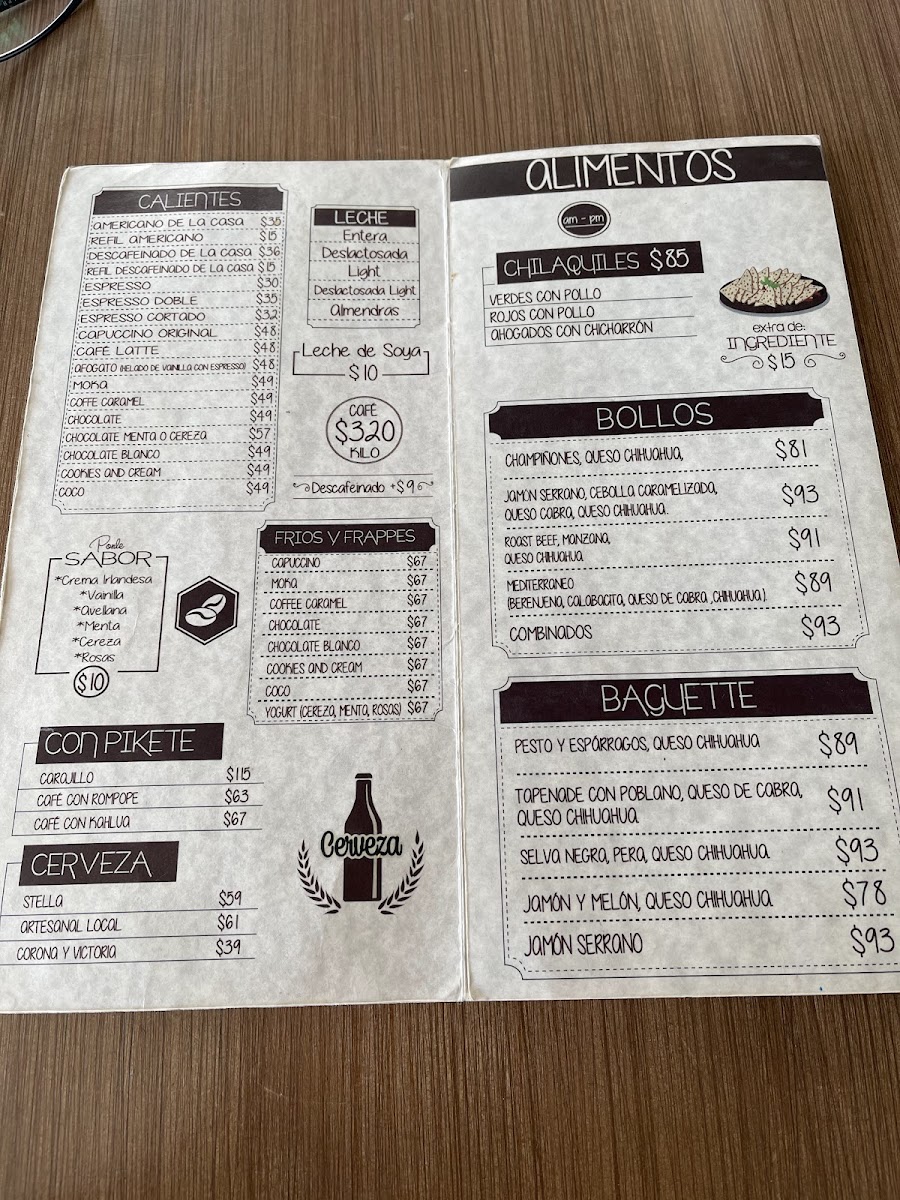 CALIENTES
AMERICANO DE LA CASA $35
REFIL AMERICANO $15
DESCAFEINADO DE LA CASA $36
REFIL DESCAFEINADO DE LA CASA $15
ESPRESSO $30
ESPRESSO DOBLE $35
ESPRESSO CORTADO $32
CAPUCCINO ORIGINAL $48
CAFÉ LATTE $48
AFOGATO (HELADO DE VAINILLA CON ESPRESSO) $48
MOKA $49
COFFE CARAMEL $49
CHOCOLATE $49
CHOCOLATE MENTA O CEREZA $57
CHOCOLATE BLANCO $49
COOKIES AND CREAM $49
COCO $49
LECHE
Entera
Deslactosada
Light
Deslactosada Light
Almendras
Leche de Soya
$10
CAFÉ
$320
KILO
Descafeinado +$9
Ponle
SABOR
*Crema Irlandesa
*Vainilla
*Avellana
*Menta
*Cereza
*Rosas
$10
FRIOS Y FRAPPES
CAPUCCINO $67
MOKA $67
COFFEE CARAMEL $67
CHOCOLATE $67
CHOCOLATE BLANCO $67
COOKIES AND CREAM $67
COCO $67
YOGURT (CEREZA, MENTA, ROSAS) $67
CON PIKETE
CARAJILLO $115
CAFÉ CON ROMPOPE $63
CAFÉ CON KAHLUA $67
CERVEZA
STELLA $59
ARTESANAL LOCAL $61
CORONA Y VICTORIA $39
Cerveza
ALIMENTOS
am - pm
CHILAQUILES $85
VERDES CON POLLO
ROJOS CON POLLO
AHOGADOS CON CHICHARRÓN
extra de:
INGREDIENTE
$15
BOLLOS
CHAMPIÑONES, QUESO CHIHUAHUA, $81
JAMÓN SERRANO, CEBOLLA CARAMELIZADA,
QUESO CABRA, QUESO CHIHUAHUA. $93
ROAST BEEF, MANZANA,
QUESO CHIHUAHUA $91
MEDITERRANEO
(BERENJENA, CALABACITA, QUESO DE CABRA ,CHIHUAHUA) $89
COMBINADOS $93
BAGUETTE
PESTO Y ESPÁRRAGOS, QUESO CHIHUAHUA $89
TAPENADE CON POBLANO, QUESO DE CABRA,
QUESO CHIHUAHUA $91
SELVA NEGRA, PERA, QUESO CHIHUAHUA $93
JAMÓN Y MELÓN, QUESO CHIHUAHUA $78
JAMÓN SERRANO $93